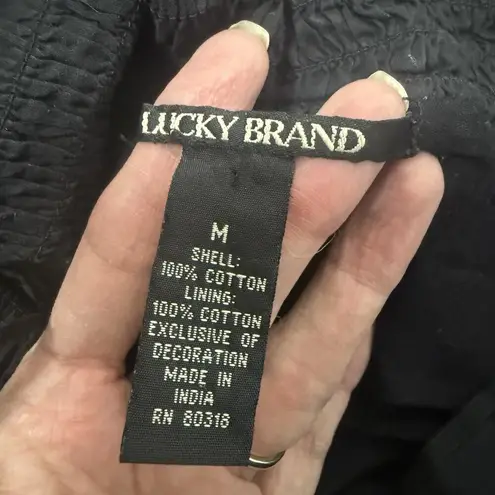 LUCKY BRAND
M
SHELL:
100% COTTON
LINING:
100% COTTON
EXCLUSIVE OF
DECORATION
MADE IN
INDIA
RN 80318